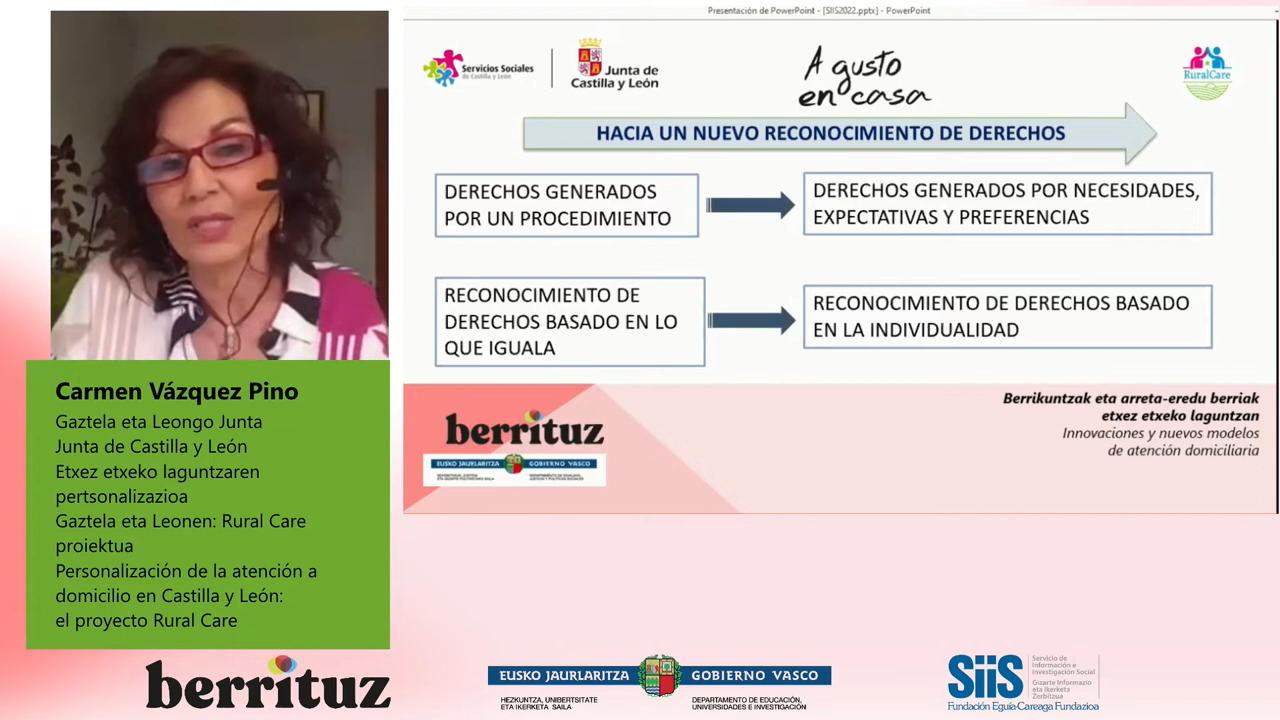 Presentación de PowerPoint - [SIIS2022.pptx] - PowerPoint
Servicios Sociales
de Castilla y León
Junta de
Castilla y León
A gusto
en casa
RuralCare
HACIA UN NUEVO RECONOCIMIENTO DE DERECHOS
DERECHOS GENERADOS
POR UN PROCEDIMIENTO
DERECHOS GENERADOS POR NECESIDADES,
EXPECTATIVAS Y PREFERENCIAS
RECONOCIMIENTO DE
DERECHOS BASADO EN LO
QUE IGUALA
RECONOCIMIENTO DE DERECHOS BASADO
EN LA INDIVIDUALIDAD
Carmen Vázquez Pino
Gaztela eta Leongo Junta
Junta de Castilla y León
Etxez etxeko laguntzaren
pertsonalizazioa
Gaztela eta Leonen: Rural Care
proiektua
Personalización de la atención a
domicilio en Castilla y León:
el proyecto Rural Care
berrituz
EUSKO JAURLARITZA
GOBIERNO VASCO
Berrikuntzak eta arreta-eredu berriak
etxez etxeko laguntzan
Innovaciones y nuevos modelos
de atención domiciliaria
berrituz
EUSKO JAURLARITZA
GOBIERNO VASCO
HEZKUNTZA, UNIBERTSITATE
ETA IKERKETA SAILA
DEPARTAMENTO DE EDUCACIÓN,
UNIVERSIDADES E INVESTIGACIÓN
SiiS
Servicio de
Información e
Investigación Social
Gizarte Informazio
eta Ikerketa
Zerbitzua
Fundación Eguía-Careaga Fundazioa